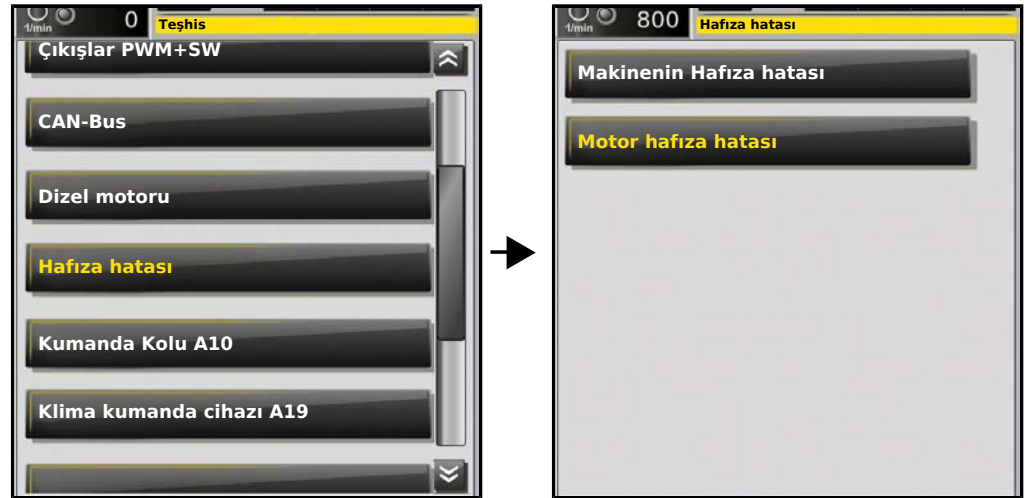 1/min 0 Teşhis
Çıkışlar PWM+SW
CAN-Bus
Dizel motoru
Hafıza hatası
Kumanda Kolu A10
Klima kumanda cihazı A19
1/min 800 Hafıza hatası
Makinenin Hafıza hatası
Motor hafıza hatası